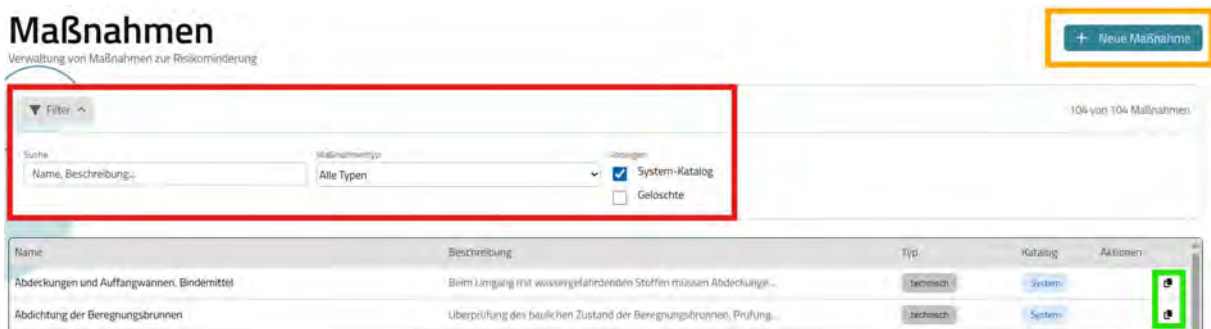 Maßnahmen
+ Neue Maßnahme
Verwaltung von Maßnahmen zur Risikominderung
Filter
104 von 104 Maßnahmen
Suche
Maßnahmentyp
Anzeigen
Name, Beschreibung...
Alle Typen
System-Katalog
Gelöschte
Name Beschreibung Typ Katalog Aktionen
Abdeckungen und Auffangwannen, Bindemittel Beim Umgang mit wassergefährdenden Stoffen müssen Abdeckunge... technisch System
Abdichtung der Beregnungsbrunnen Überprüfung des baulichen Zustand der Beregnungsbrunnen, Prüfung... technisch System